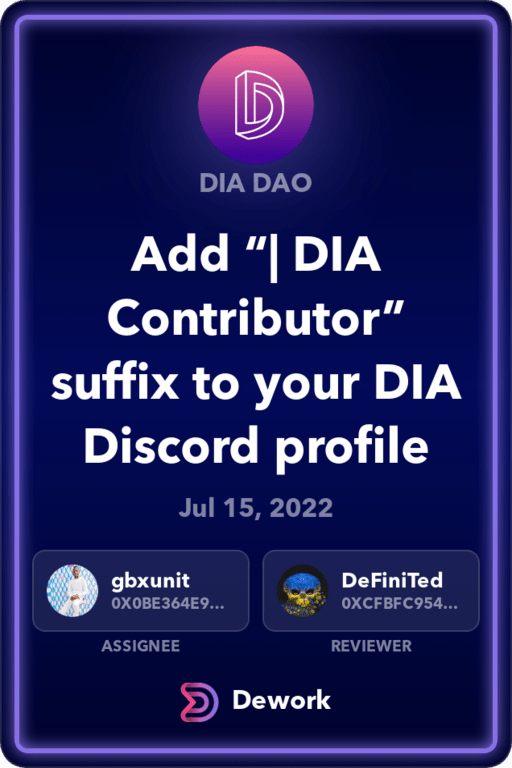 DIA DAO
Add “| DIA
Contributor”
suffix to your DIA
Discord profile
Jul 15, 2022
gbxunit
0X0BE364E9...
DeFiniTed
0XCFBFC954...
ASSIGNEE
REVIEWER
Dework